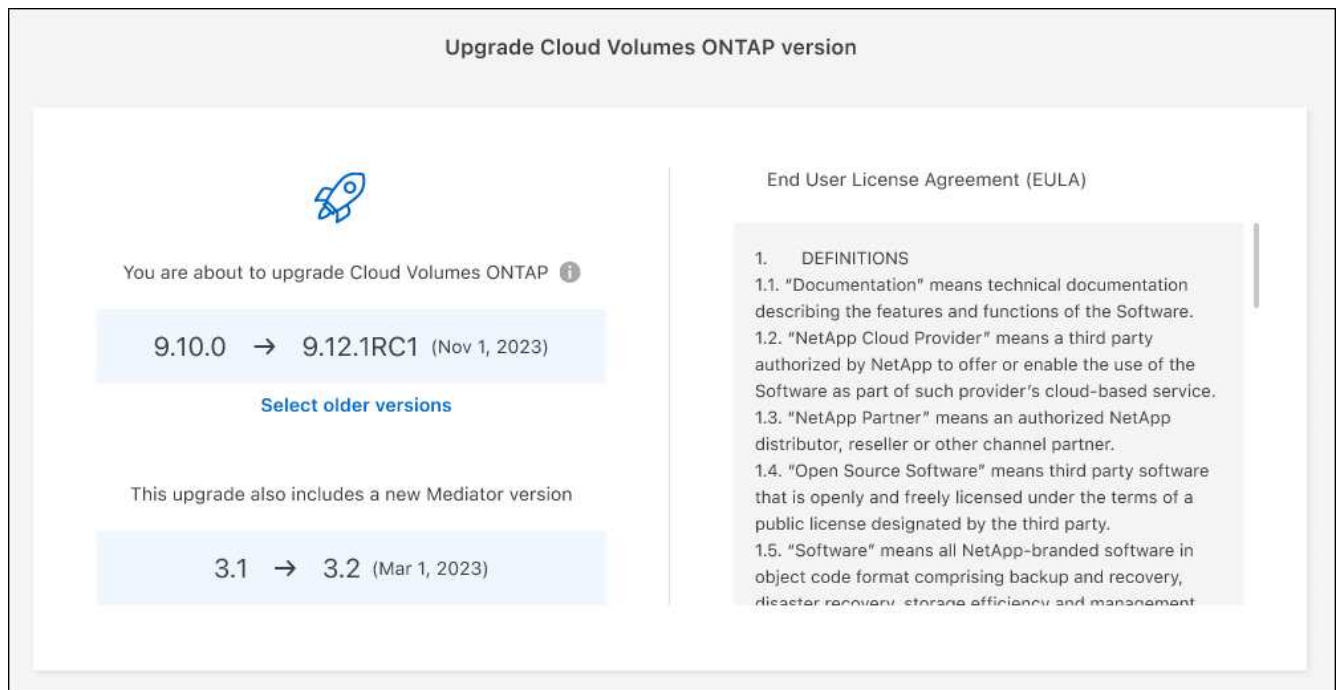 Upgrade Cloud Volumes ONTAP version
You are about to upgrade Cloud Volumes ONTAP
9.10.0 → 9.12.1RC1 (Nov 1, 2023)
Select older versions
This upgrade also includes a new Mediator version
3.1 → 3.2 (Mar 1, 2023)
End User License Agreement (EULA)
1. DEFINITIONS
1.1. “Documentation” means technical documentation
describing the features and functions of the Software.
1.2. “NetApp Cloud Provider” means a third party
authorized by NetApp to offer or enable the use of the
Software as part of such provider’s cloud-based service.
1.3. “NetApp Partner” means an authorized NetApp
distributor, reseller or other channel partner.
1.4. “Open Source Software” means third party software
that is openly and freely licensed under the terms of a
public license designated by the third party.
1.5. “Software” means all NetApp-branded software in
object code format comprising backup and recovery,
disaster recovery, storage efficiency and management